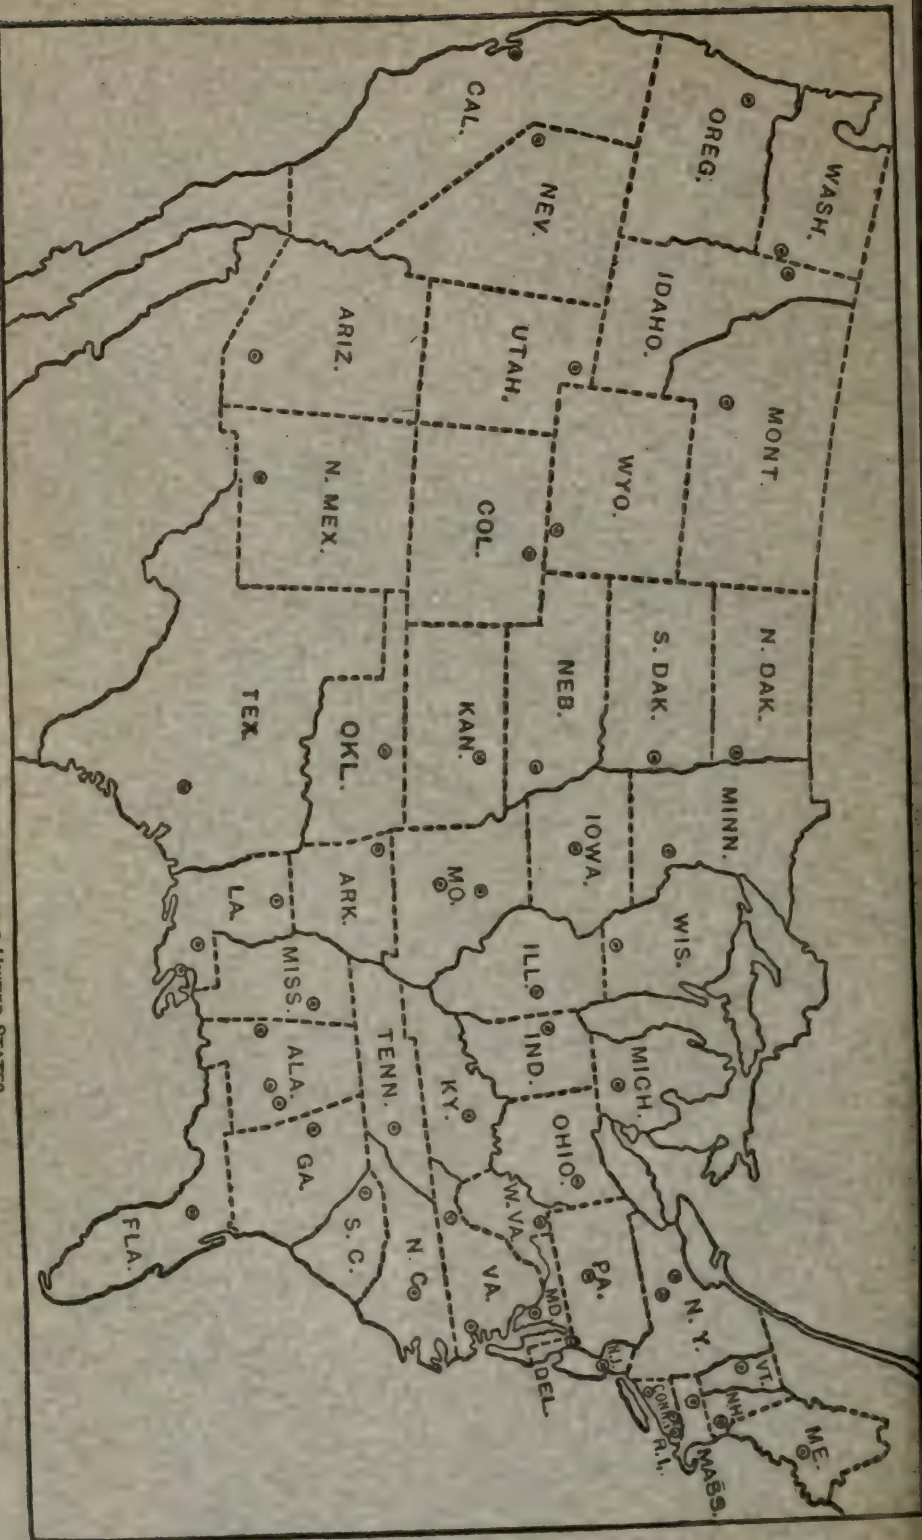 WASH.
OREG.
CAL.
NEV.
IDAHO.
MONT.
WYO.
UTAH.
ARIZ.
COL.
N. MEX.
N. DAK.
S. DAK.
NEB.
KAN.
OKL.
TEX.
MINN.
IOWA.
MO.
ARK.
LA.
WIS.
ILL.
MICH.
IND.
OHIO.
KY.
TENN.
MISS.
ALA.
GA.
FLA.
S. C.
N. C.
VA.
W. VA.
MD.
DEL.
PA.
N. J.
N. Y.
CONN.
R. I.
MASS.
VT.
N.H.
ME.
UNITED STATES